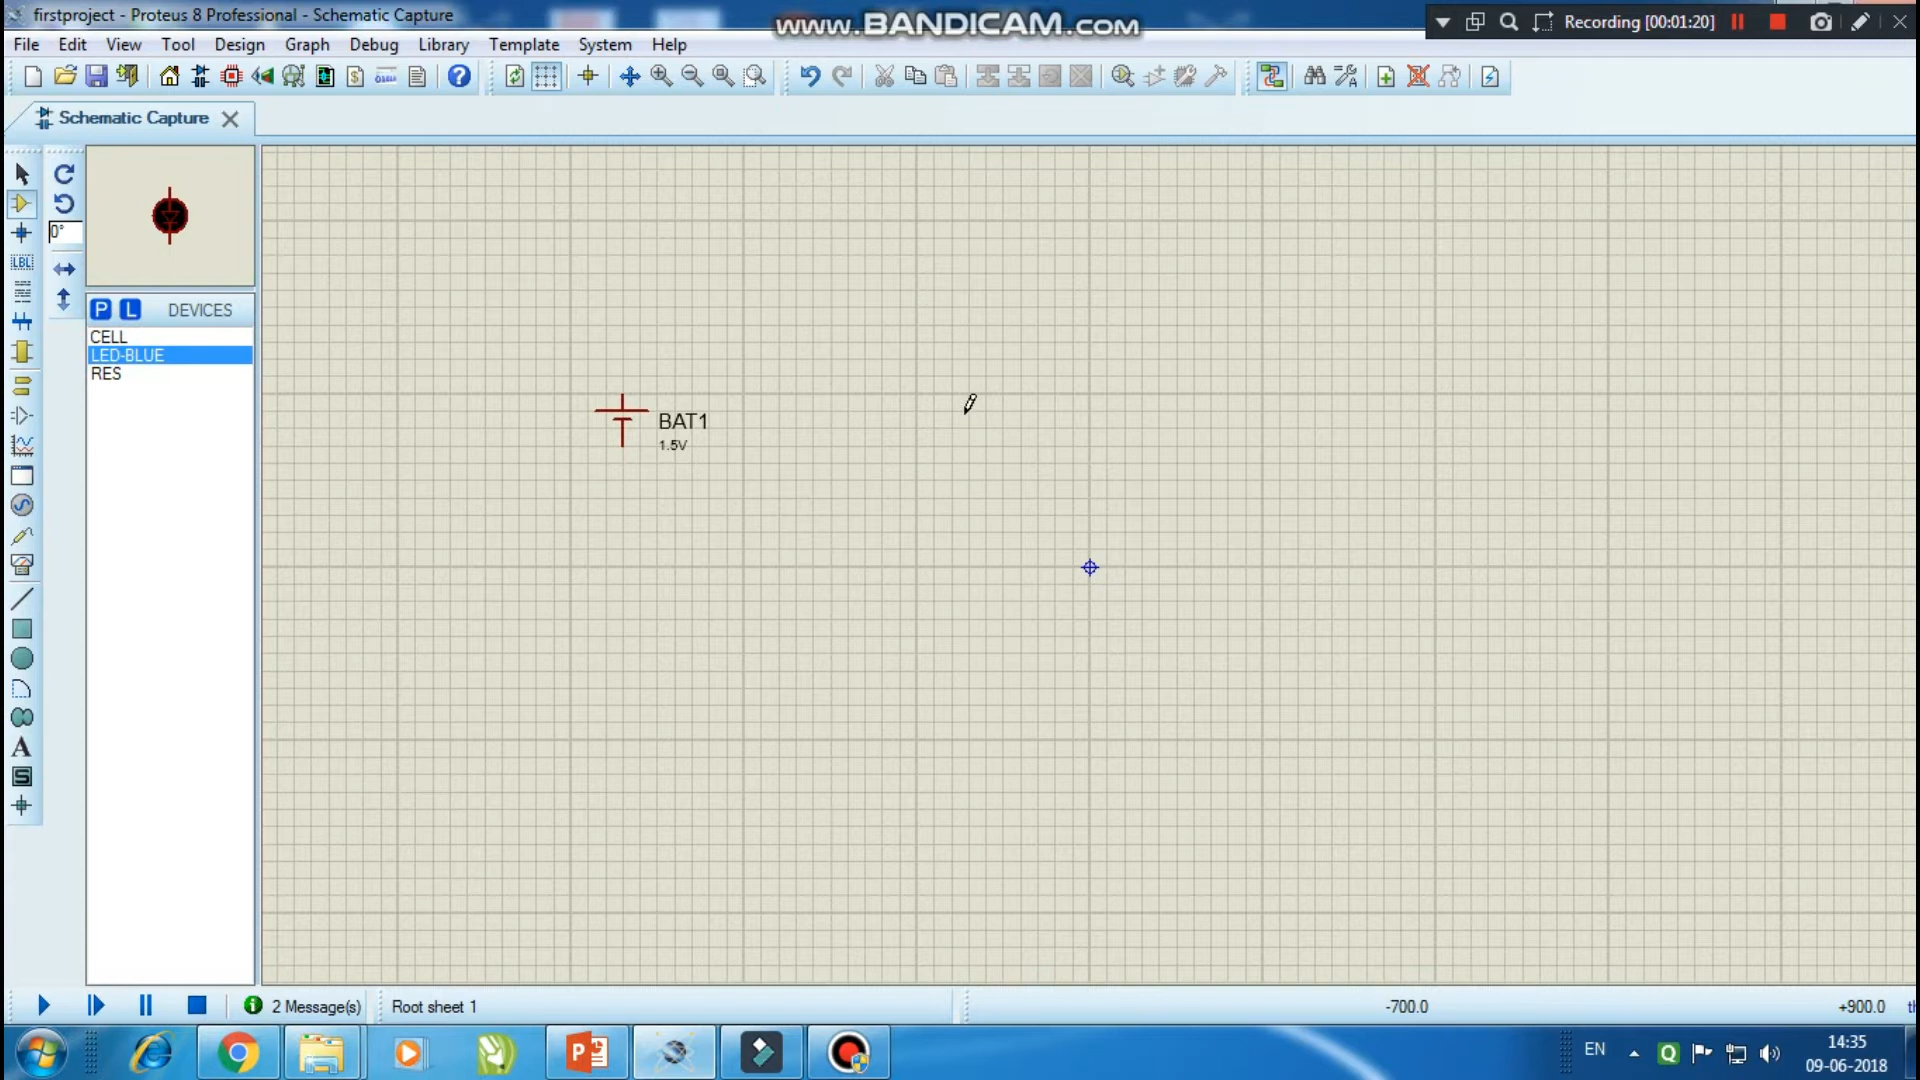 firstproject - Proteus 8 Professional - Schematic Capture
www.BANDICAM.com
Recording [00:01:20]
File Edit View Tool Design Graph Debug Library Template System Help
Schematic Capture
0°
LBL
P L DEVICES
CELL
LED-BLUE
RES
BAT1
1.5V
A
S
2 Message(s) Root sheet 1 -700.0 +900.0
EN
14:35
09-06-2018